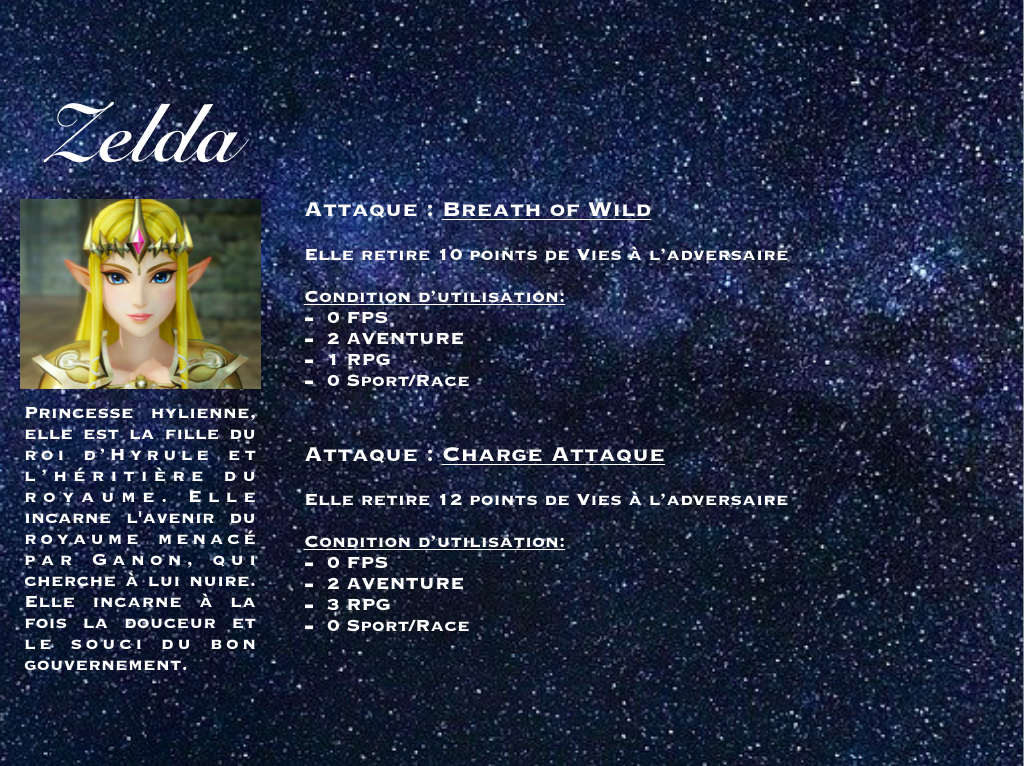 Zelda
Attaque : Breath of Wild
Elle retire 10 points de Vies à l'adversaire
Condition d'utilisation:
- 0 FPS
- 2 AVENTURE
- 1 RPG
- 0 Sport/Race
Attaque : Charge Attaque
Elle retire 12 points de Vies à l'adversaire
Condition d'utilisation:
- 0 FPS
- 2 AVENTURE
- 3 RPG
- 0 Sport/Race
Princesse hylienne,
elle est la fille du
roi d'Hyrule et
l'héritière du
royaume. Elle
incarne l'avenir du
royaume menacé
par Ganon, qui
cherche à lui nuire.
Elle incarne à la
fois la douceur et
le souci du bon
gouvernement.